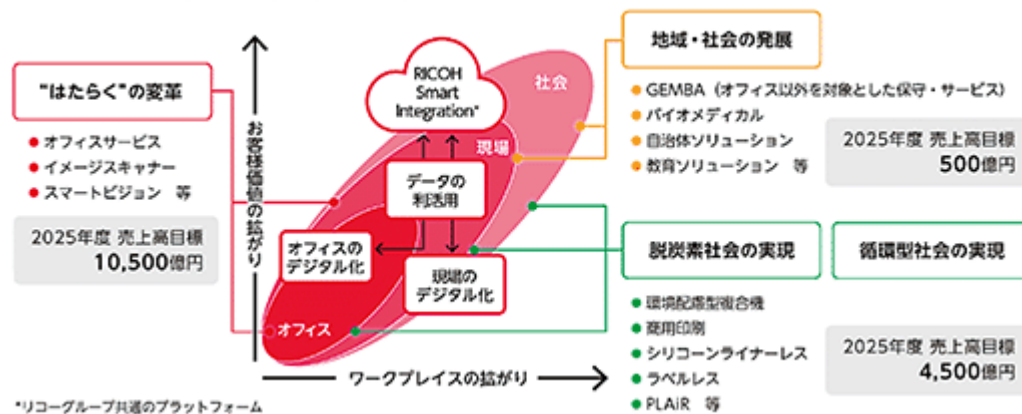 "はたらく"の変革
● オフィスサービス
● イメージスキャナー
● スマートビジョン 等
2025年度 売上高目標
10,500億円
お客様価値の拡がり
RICOH
Smart
Integration*
社会
現場
データの
利活用
オフィスの
デジタル化
現場の
デジタル化
オフィス
ワークプレイスの拡がり
地域・社会の発展
● GEMBA（オフィス以外を対象とした保守・サービス）
● バイオメディカル
● 自治体ソリューション
● 教育ソリューション 等
2025年度 売上高目標
500億円
脱炭素社会の実現
循環型社会の実現
● 環境配慮型複合機
● 商用印刷
● シリコーンライナーレス
● ラベルレス
● PLAiR 等
2025年度 売上高目標
4,500億円
*リコーグループ共通のプラットフォーム